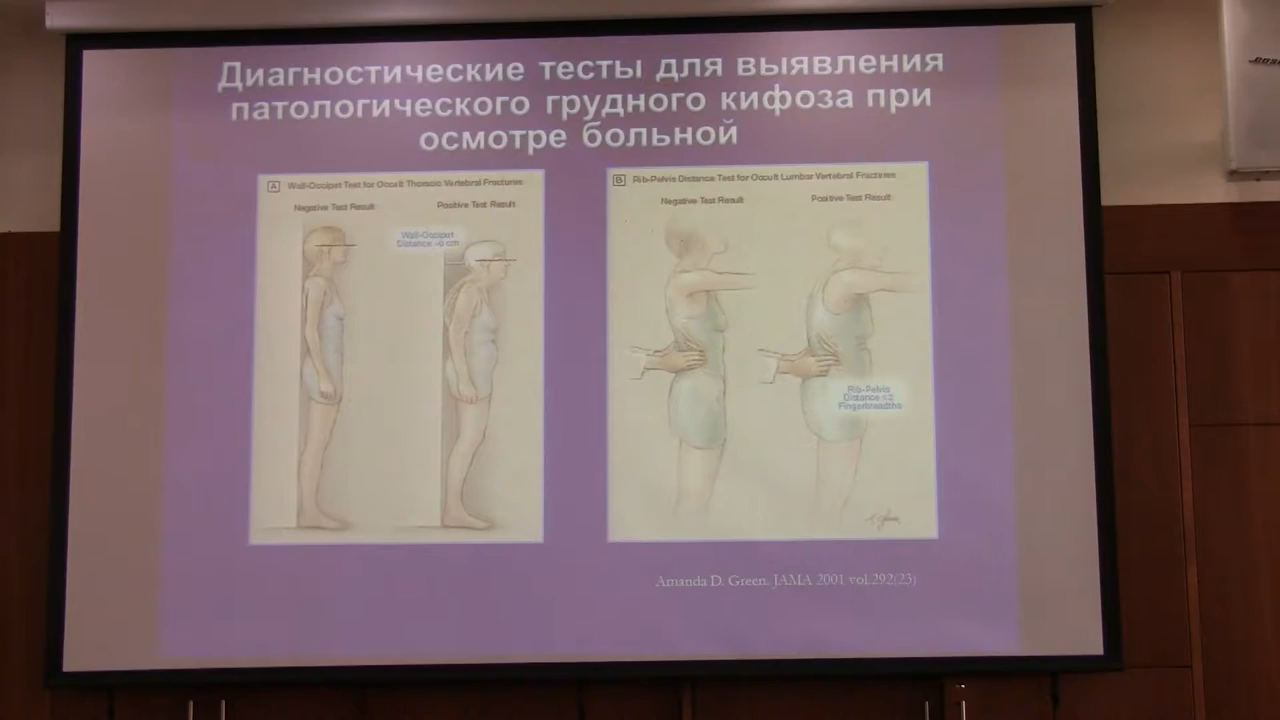 Диагностические тесты для выявления
патологического грудного кифоза при
осмотре больной
A Wall-Occiput Test for Occult Thoracic Vertebral Fractures
Negative Test Result
Positive Test Result
Wall-Occiput
Distance >0 cm
B Rib-Pelvis Distance Test for Occult Lumbar Vertebral Fractures
Negative Test Result
Positive Test Result
Rib-Pelvis
Distance ≤2
Fingerbreadths
Amanda D. Green. JAMA 2001 vol.292(23)